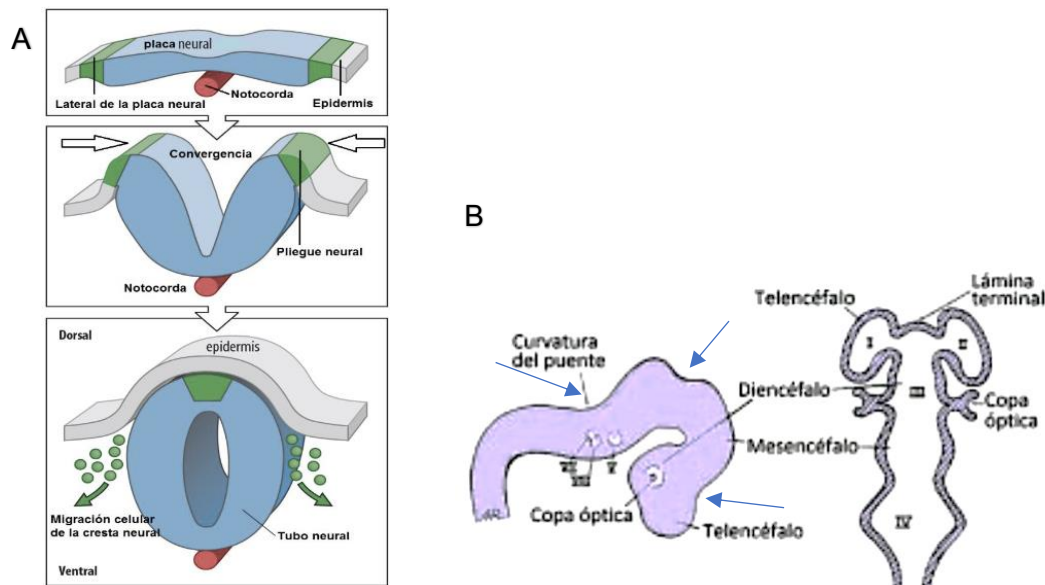 A
placa neural
Notocorda
Lateral de la placa neural
Epidermis
Convergencia
Pliegue neural
Notocorda
Dorsal
epidermis
Migración celular
de la cresta neural
Tubo neural
Ventral
B
Curvatura
del puente
Telencéfalo
Lámina
terminal
I
II
III
Diencéfalo
Copa
óptica
Mesencéfalo
VII
VIII
V
Copa óptica
Telencéfalo
IV